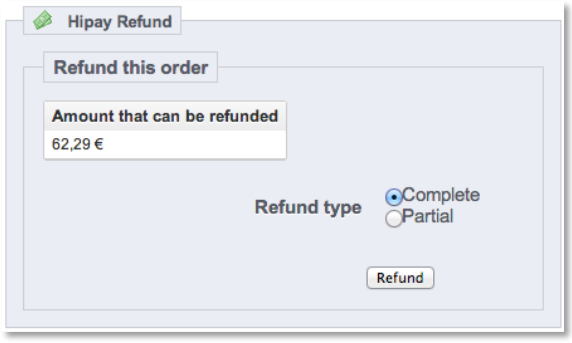 Hipay Refund
Refund this order
Amount that can be refunded
62,29 €
Refund type
Complete
Partial
Refund